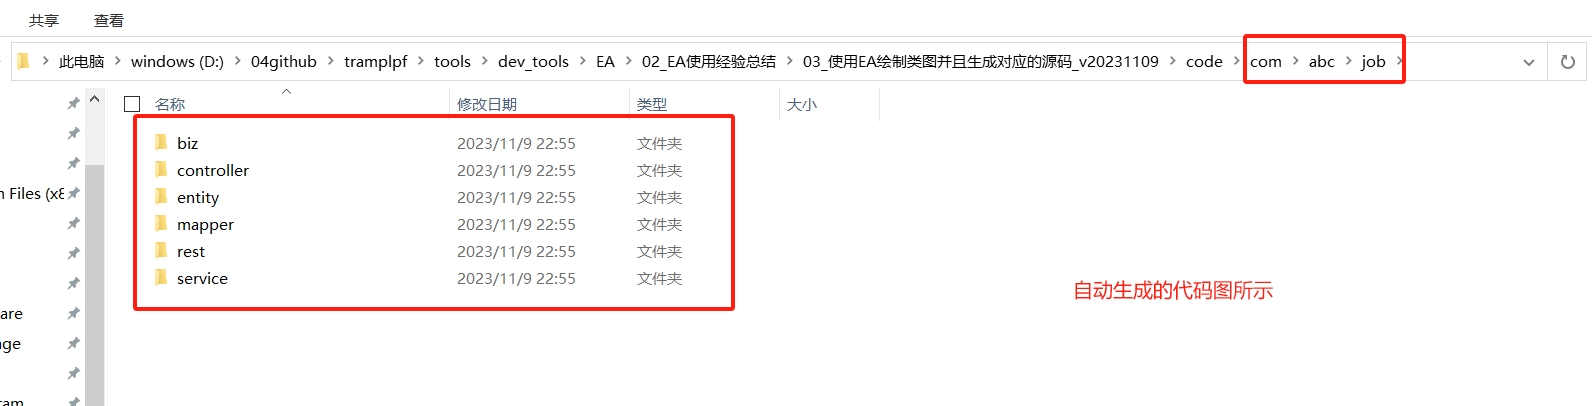 共享 查看
此电脑 windows (D:) 04github tramplpf tools dev_tools EA 02_EA使用经验总结 03_使用EA绘制类图并且生成对应的源码_v20231109 code com abc job
名称 修改日期 类型 大小
biz 2023/11/9 22:55 文件夹
controller 2023/11/9 22:55 文件夹
n Files (x8 entity 2023/11/9 22:55 文件夹
mapper 2023/11/9 22:55 文件夹
rest 2023/11/9 22:55 文件夹
service 2023/11/9 22:55 文件夹
自动生成的代码图所示
are
ge